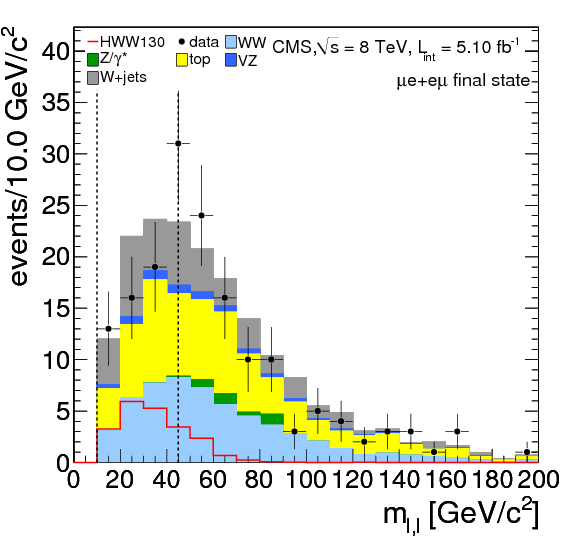 HWW130 data WW CMS,√s = 8 TeV, L_int = 5.10 fb⁻¹
Z/γ* top VZ
W+jets μe+eμ final state
events/10.0 GeV/c²
40
35
30
25
20
15
10
5
0
0 20 40 60 80 100 120 140 160 180 200
m_l,l [GeV/c²]